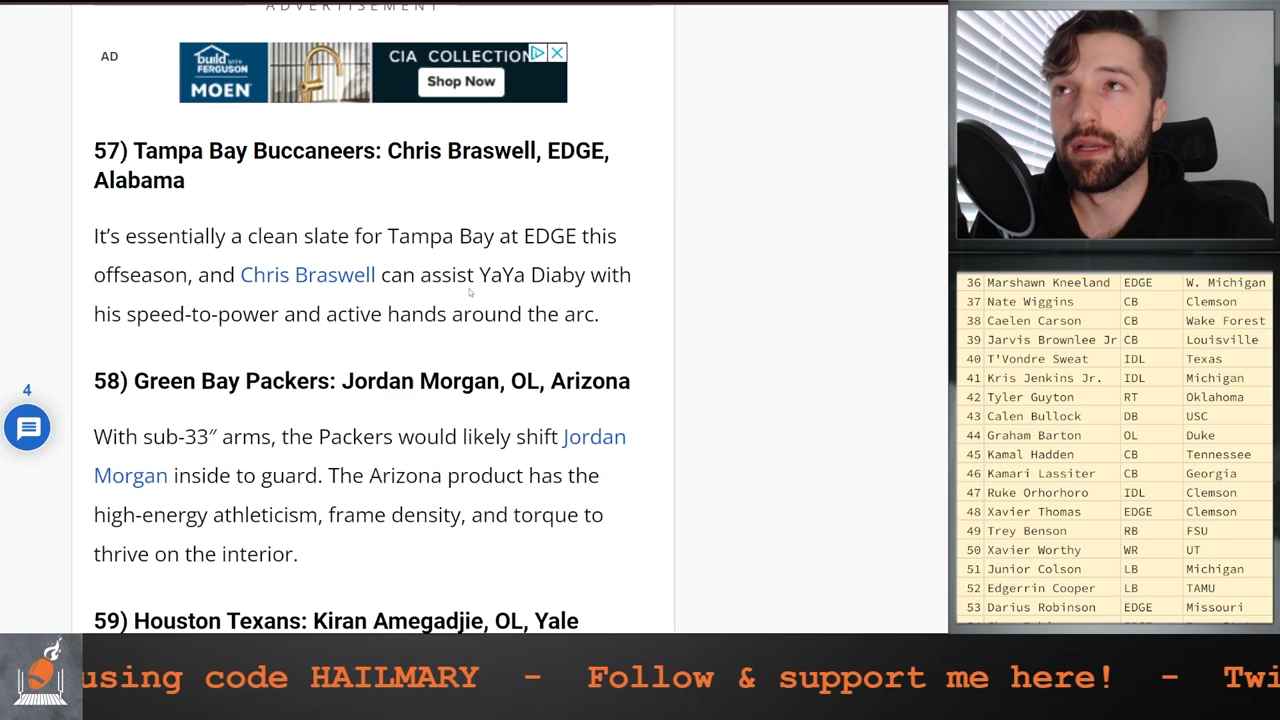 ADVERTISEMENT
AD
build WITH
FERGUSON
MOEN
CIA COLLECTION
Shop Now
57) Tampa Bay Buccaneers: Chris Braswell, EDGE,
Alabama
It's essentially a clean slate for Tampa Bay at EDGE this
offseason, and Chris Braswell can assist YaYa Diaby with
his speed-to-power and active hands around the arc.
4
58) Green Bay Packers: Jordan Morgan, OL, Arizona
With sub-33″ arms, the Packers would likely shift Jordan
Morgan inside to guard. The Arizona product has the
high-energy athleticism, frame density, and torque to
thrive on the interior.
59) Houston Texans: Kiran Amegadjie, OL, Yale
36 Marshawn Kneeland EDGE W. Michigan
37 Nate Wiggins CB Clemson
38 Caelen Carson CB Wake Forest
39 Jarvis Brownlee Jr CB Louisville
40 T'Vondre Sweat IDL Texas
41 Kris Jenkins Jr. IDL Michigan
42 Tyler Guyton RT Oklahoma
43 Calen Bullock DB USC
44 Graham Barton OL Duke
45 Kamal Hadden CB Tennessee
46 Kamari Lassiter CB Georgia
47 Ruke Orhorhoro IDL Clemson
48 Xavier Thomas EDGE Clemson
49 Trey Benson RB FSU
50 Xavier Worthy WR UT
51 Junior Colson LB Michigan
52 Edgerrin Cooper LB TAMU
53 Darius Robinson EDGE Missouri
using code HAILMARY - Follow & support me here! - Twi